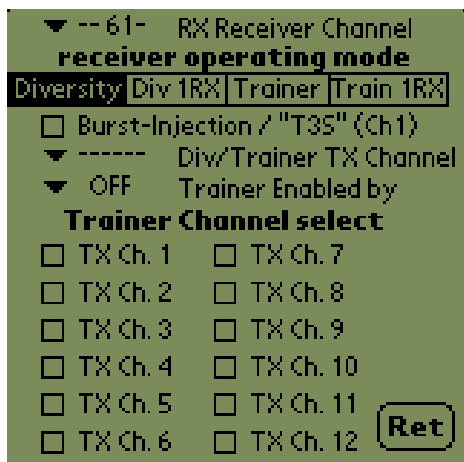 -- 61- RX Receiver Channel
receiver operating mode
Diversity Div 1RX Trainer Train 1RX
Burst-Injection / "T3S" (Ch1)
------ Div/Trainer TX Channel
OFF Trainer Enabled by
Trainer Channel select
TX Ch. 1 TX Ch. 7
TX Ch. 2 TX Ch. 8
TX Ch. 3 TX Ch. 9
TX Ch. 4 TX Ch. 10
TX Ch. 5 TX Ch. 11
TX Ch. 6 TX Ch. 12
Ret